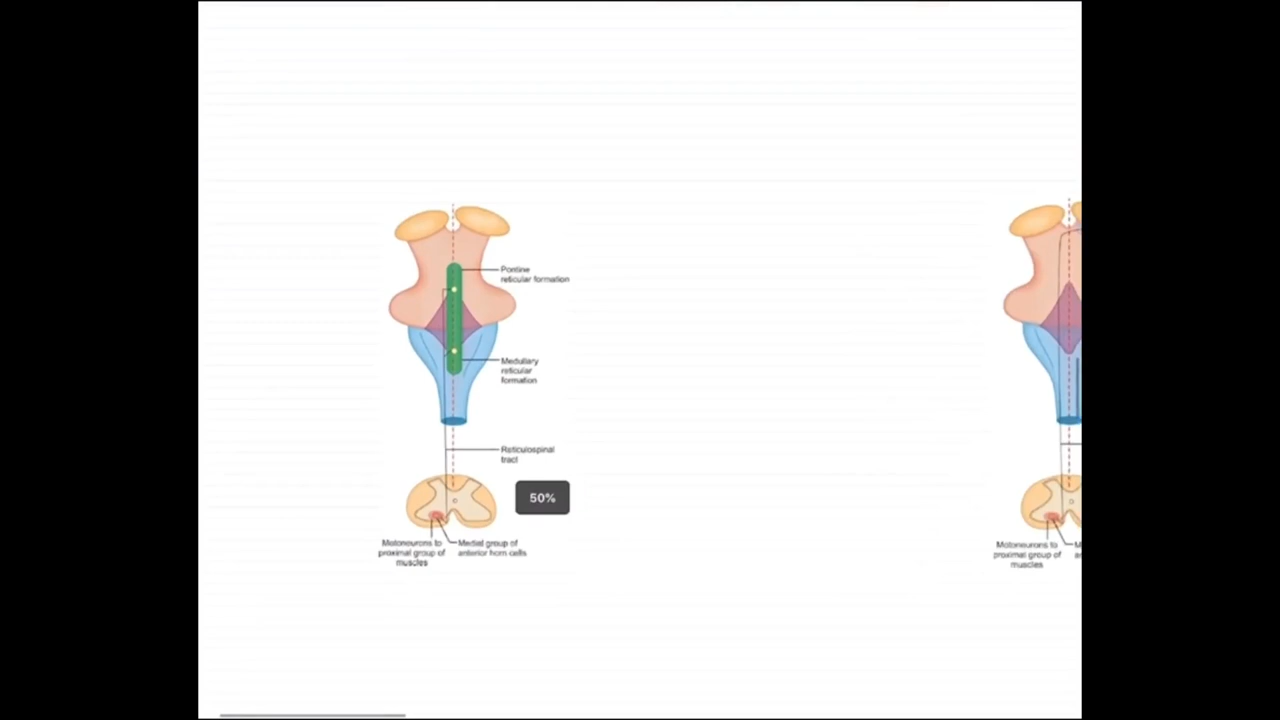 Pontine
reticular formation
Medullary
reticular
formation
Reticulospinal
tract
50%
Motoneurons to
proximal group of
muscles
Medial group of
anterior horn cells
Motoneurons to
proximal group of
muscles